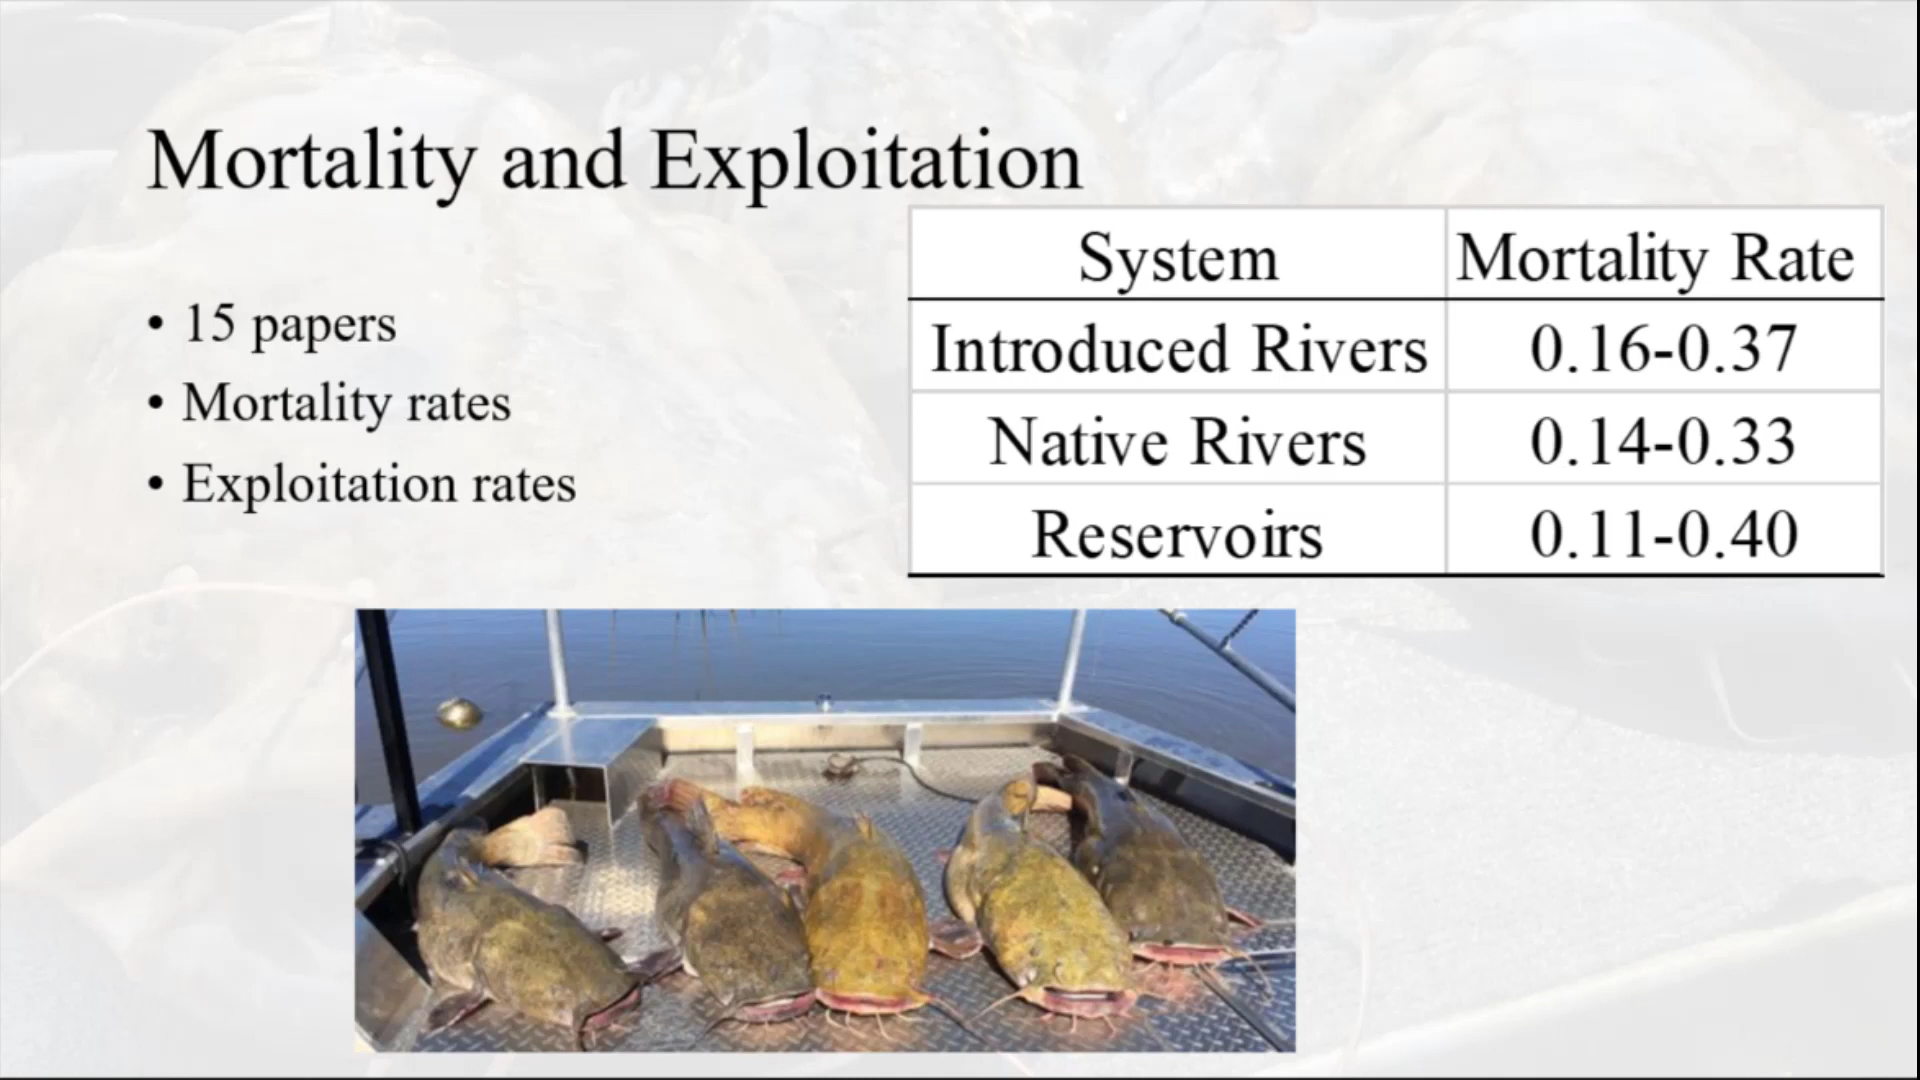 Mortality and Exploitation
• 15 papers
• Mortality rates
• Exploitation rates
System Mortality Rate
Introduced Rivers 0.16-0.37
Native Rivers 0.14-0.33
Reservoirs 0.11-0.40